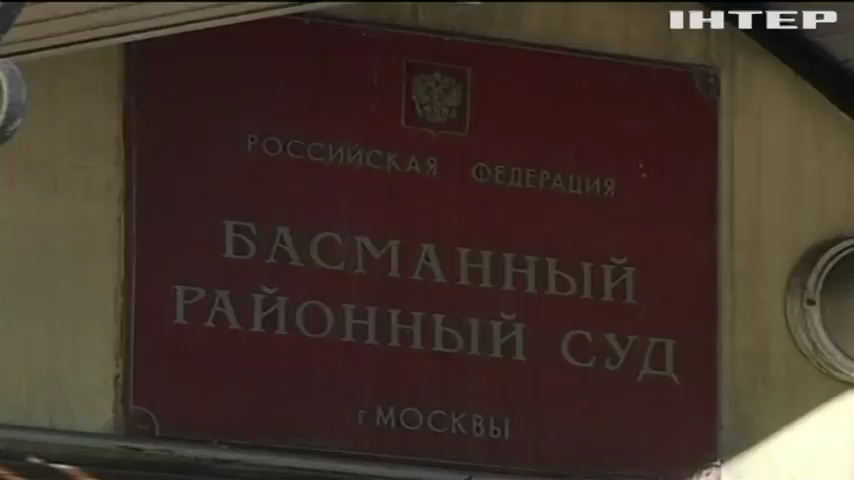 ІНТЕР
РОССИЙСКАЯ ФЕДЕРАЦИЯ
БАСМАННЫЙ
РАЙОННЫЙ СУД
г МОСКВЫ